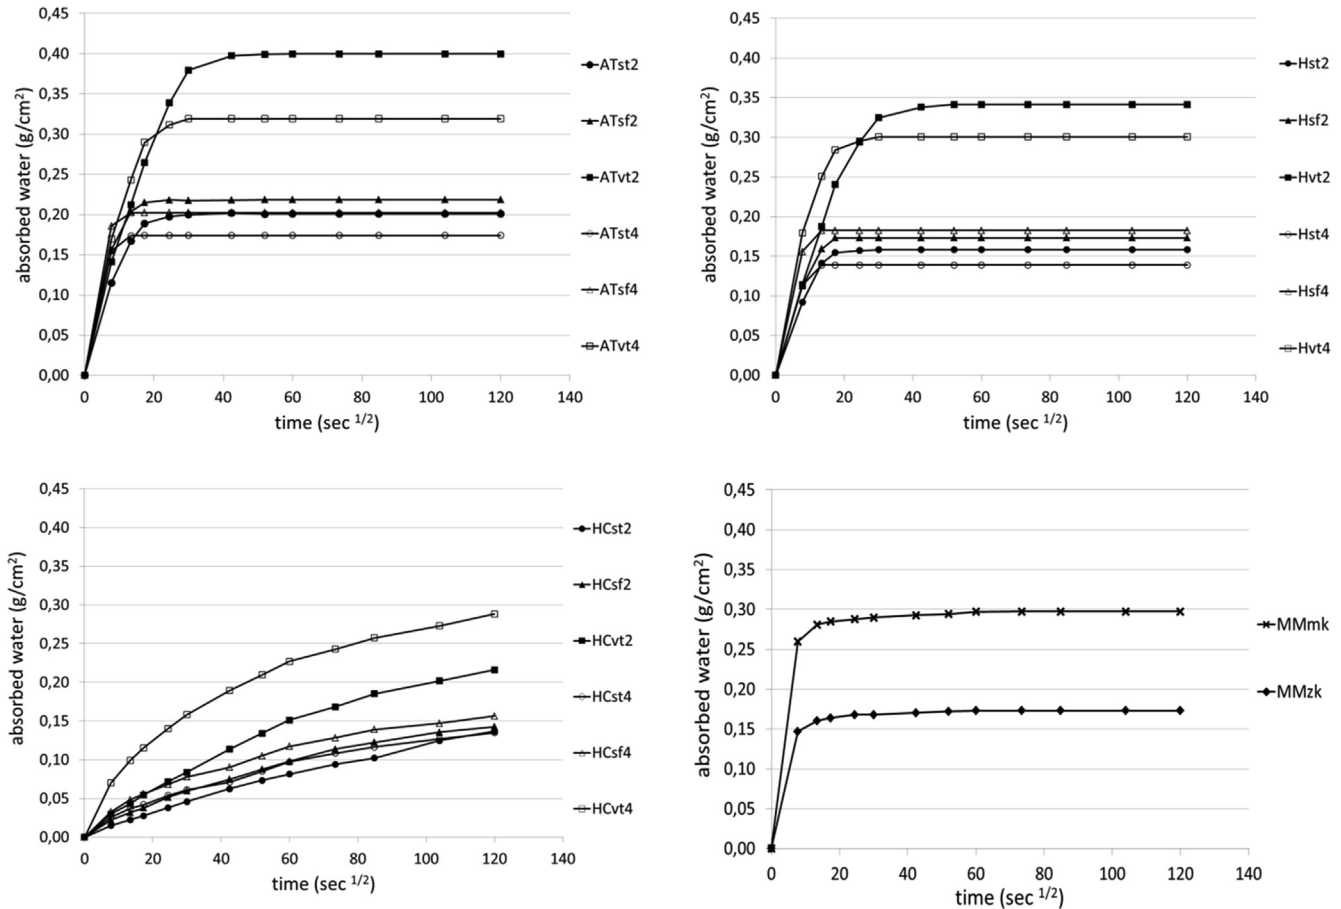 0,45
0,40
0,35
0,30
0,25
0,20
0,15
0,10
0,05
0,00
absorbed water (g/cm2)
0 20 40 60 80 100 120 140
time (sec 1/2)
ATst2
ATsf2
ATvt2
ATst4
ATsf4
ATvt4
0,45
0,40
0,35
0,30
0,25
0,20
0,15
0,10
0,05
0,00
absorbed water (g/cm2)
0 20 40 60 80 100 120 140
time (sec 1/2)
Hst2
Hsf2
Hvt2
Hst4
Hsf4
Hvt4
0,45
0,40
0,35
0,30
0,25
0,20
0,15
0,10
0,05
0,00
absorbed water (g/cm2)
0 20 40 60 80 100 120 140
time (sec 1/2)
HCst2
HCsf2
HCvt2
HCst4
HCsf4
HCvt4
0,45
0,40
0,35
0,30
0,25
0,20
0,15
0,10
0,05
0,00
absorbed water (g/cm2)
0 20 40 60 80 100 120 140
time (sec 1/2)
MMmk
MMzk